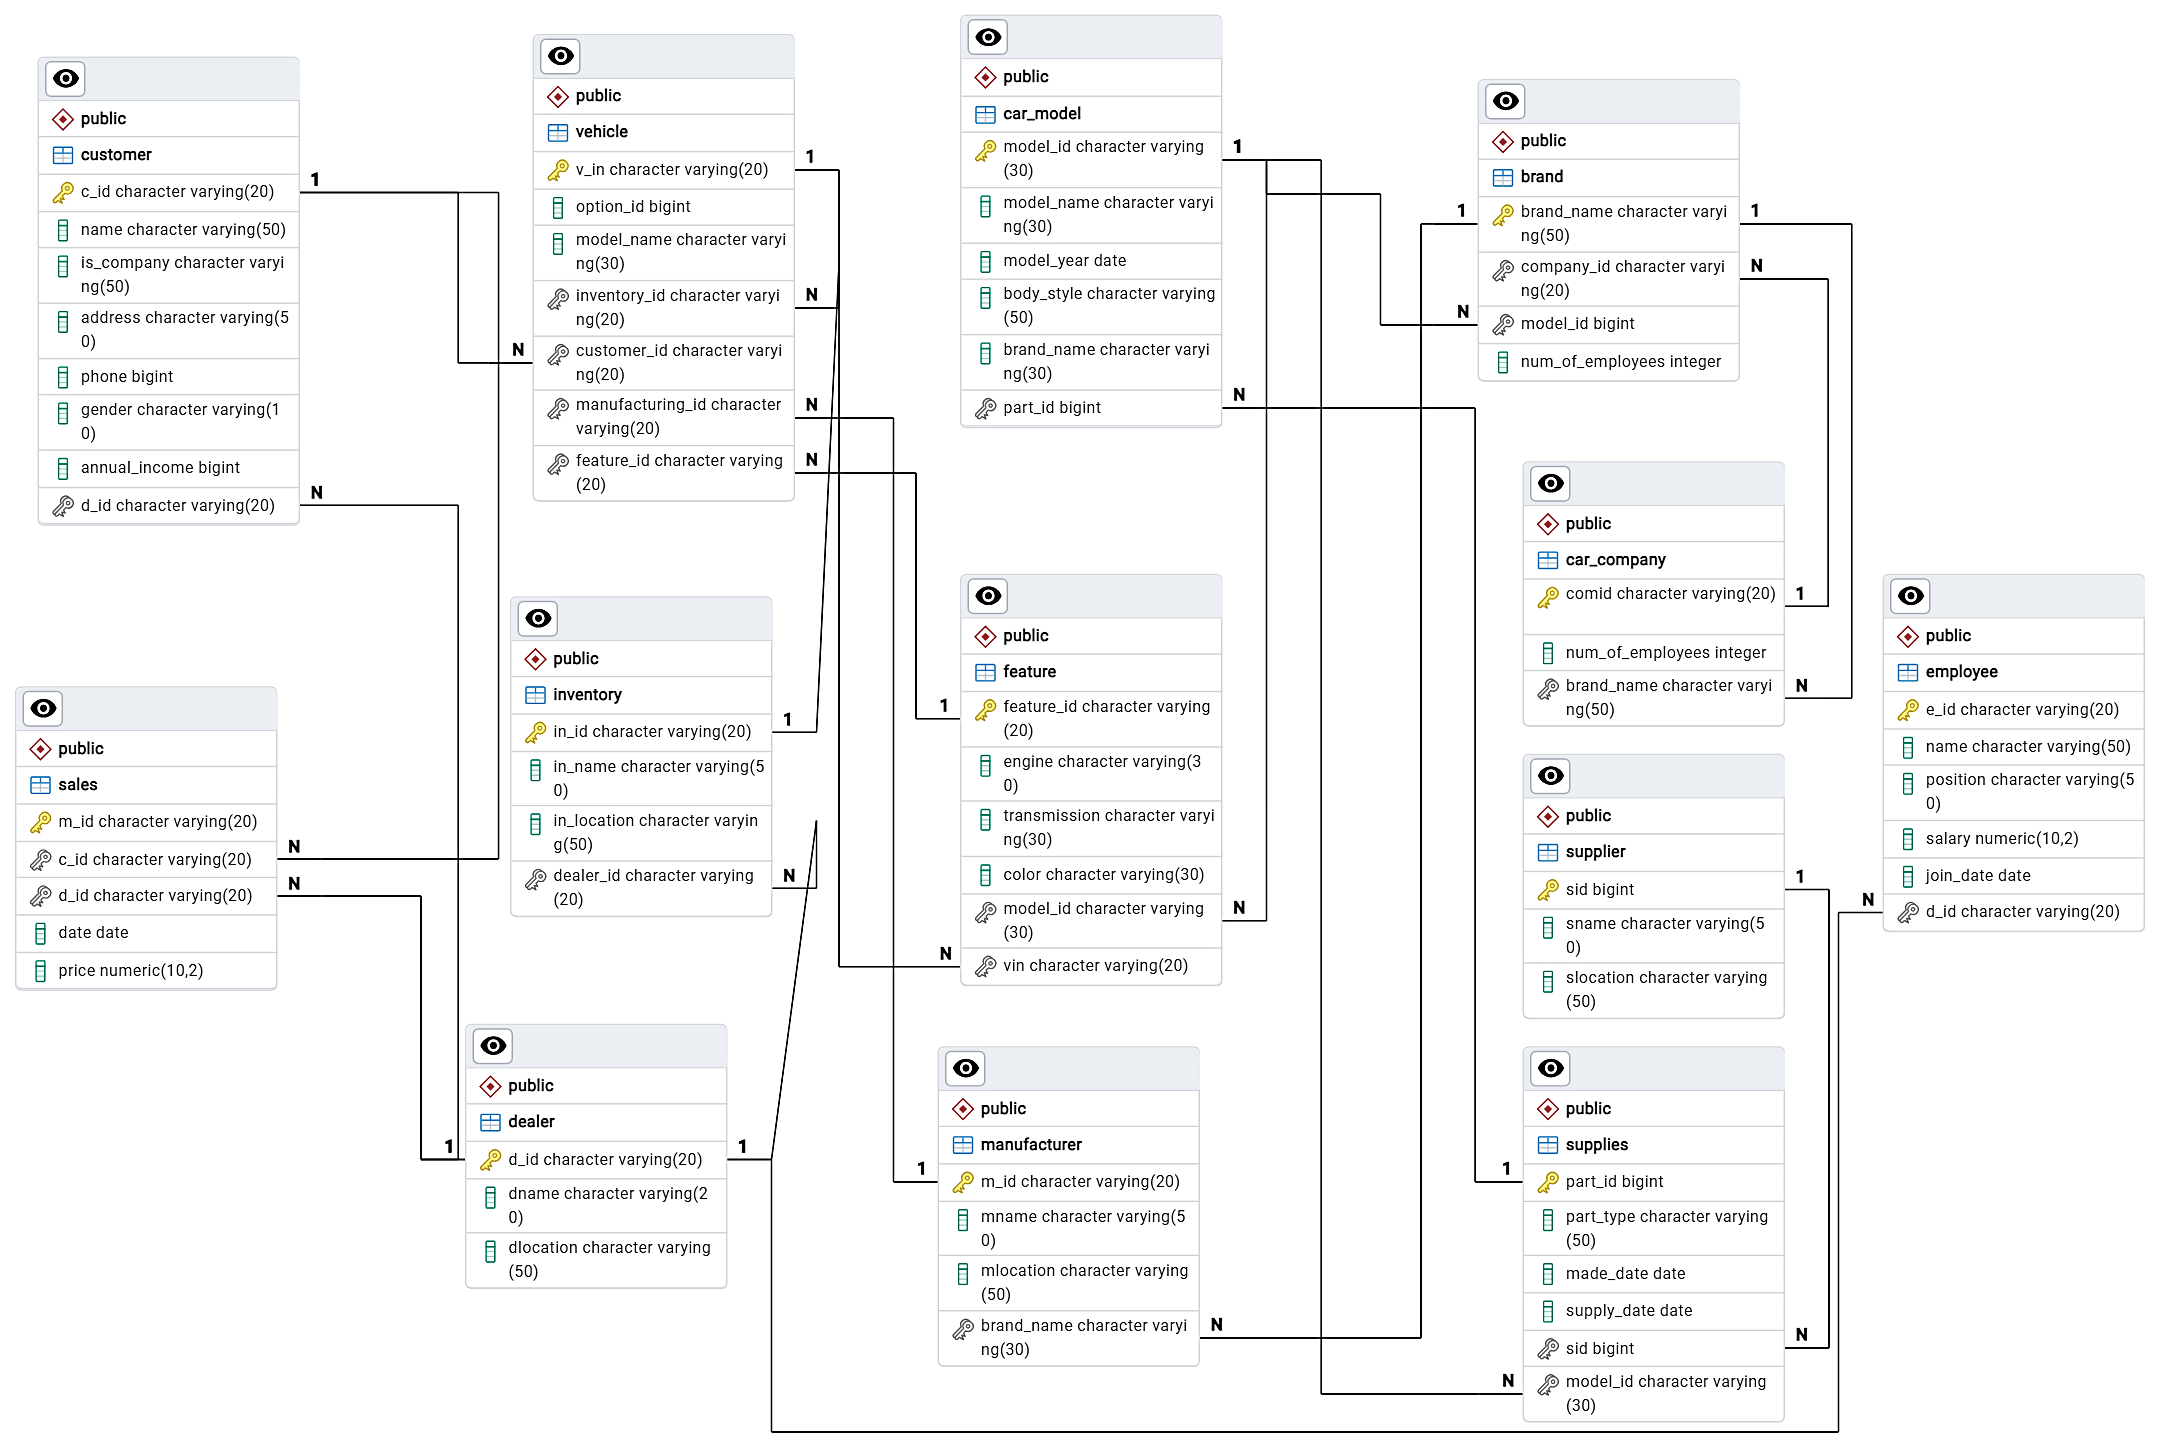 public
customer
1
c_id character varying(20)
name character varying(50)
is_company character varyi
ng(50)
address character varying(5
0)
phone bigint
gender character varying(1
0)
annual_income bigint
N
d_id character varying(20)
public
vehicle
1
v_in character varying(20)
option_id bigint
model_name character varyi
ng(30)
N
inventory_id character varyi
ng(20)
N
customer_id character varyi
ng(20)
N
manufacturing_id character
varying(20)
N
feature_id character varying
(20)
public
car_model
1
model_id character varying
(30)
model_name character varyi
ng(30)
model_year date
body_style character varying
(50)
brand_name character varyi
ng(30)
N
part_id bigint
public
brand
1
1
brand_name character varyi
ng(50)
N
company_id character varyi
ng(20)
N
model_id bigint
num_of_employees integer
public
car_company
1
comid character varying(20)
num_of_employees integer
N
brand_name character varyi
ng(50)
public
employee
e_id character varying(20)
name character varying(50)
position character varying(5
0)
salary numeric(10,2)
join_date date
N
d_id character varying(20)
public
inventory
1
in_id character varying(20)
in_name character varying(5
0)
in_location character varyin
g(50)
N
dealer_id character varying
(20)
public
feature
1
feature_id character varying
(20)
engine character varying(3
0)
transmission character varyi
ng(30)
color character varying(30)
N
model_id character varying
(30)
N
vin character varying(20)
public
sales
m_id character varying(20)
N
c_id character varying(20)
N
d_id character varying(20)
date date
price numeric(10,2)
public
supplier
1
sid bigint
sname character varying(5
0)
slocation character varying
(50)
public
dealer
1
1
d_id character varying(20)
dname character varying(2
0)
dlocation character varying
(50)
public
manufacturer
1
m_id character varying(20)
mname character varying(5
0)
mlocation character varying
(50)
N
brand_name character varyi
ng(30)
public
supplies
1
part_id bigint
part_type character varying
(50)
made_date date
supply_date date
N
sid bigint
N
model_id character varying
(30)